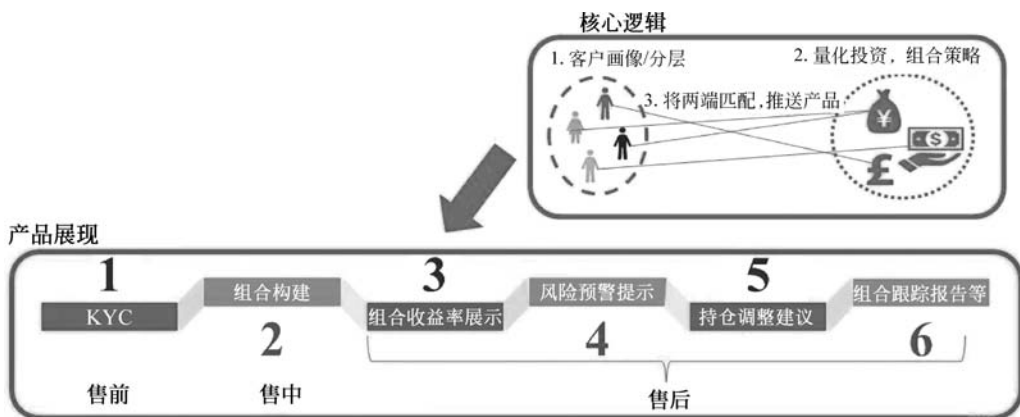 核心逻辑
1. 客户画像/分层
2. 量化投资，组合策略
3. 将两端匹配，推送产品
¥
$
£
产品展现
1
3
5
组合构建
风险预警提示
组合跟踪报告等
KYC
组合收益率展示
持仓调整建议
2
4
6
售前
售中
售后